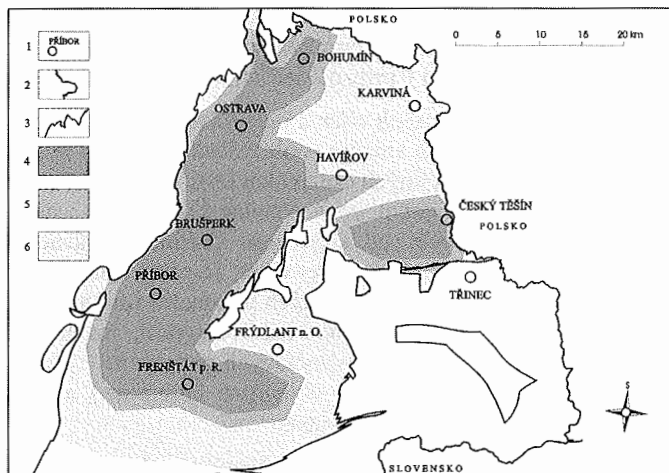 POLSKO
1 PŘÍBOR
2
3
4
5
6
0 5 10 15 20 km
BOHUMÍN
KARVINÁ
OSTRAVA
HAVÍŘOV
ČESKÝ TĚŠÍN
POLSKO
BRUŠPERK
PŘÍBOR
TŘINEC
FRÝDLANT n. O.
FRENŠTÁT p. R.
S
SLOVENSKO